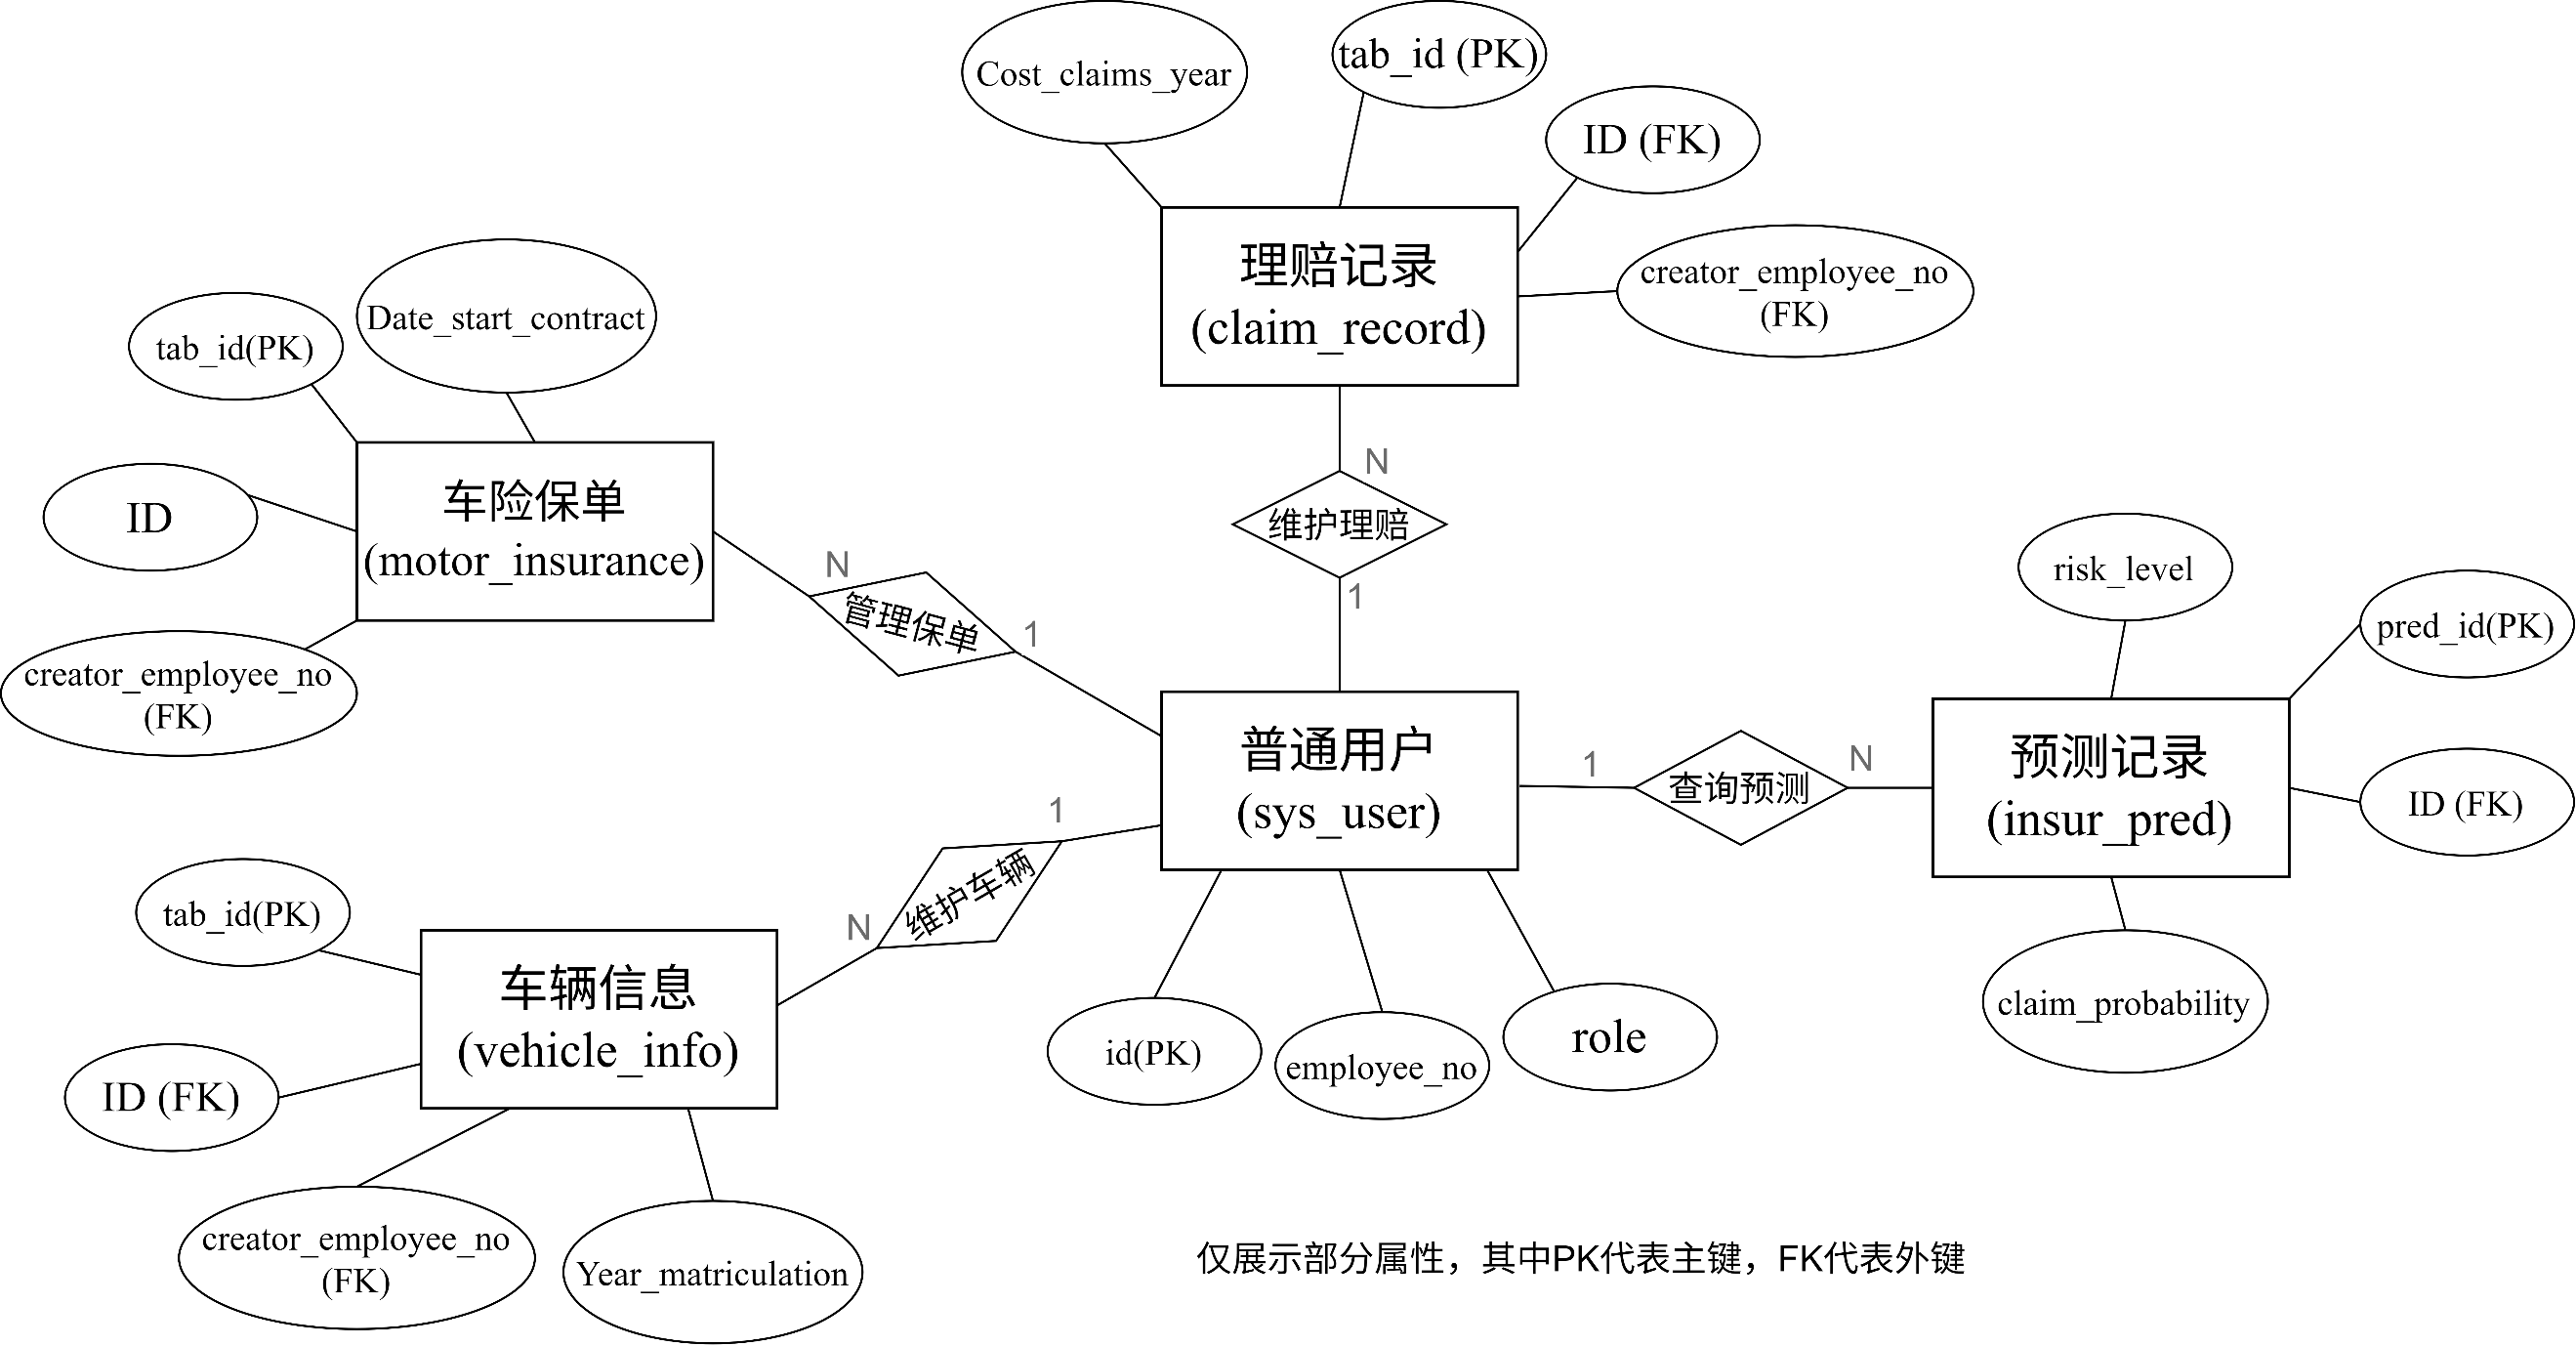 Cost_claims_year
tab_id (PK)
ID (FK)
理赔记录
(claim_record)
creator_employee_no
(FK)
Date_start_contract
tab_id(PK)
ID
车险保单
(motor_insurance)
creator_employee_no
(FK)
N
维护理赔
1
N
管理保单
1
risk_level
pred_id(PK)
普通用户
(sys_user)
1
查询预测
N
预测记录
(insur_pred)
ID (FK)
claim_probability
1
维护车辆
N
tab_id(PK)
车辆信息
(vehicle_info)
ID (FK)
creator_employee_no
(FK)
Year_matriculation
id(PK)
employee_no
role
仅展示部分属性，其中PK代表主键，FK代表外键